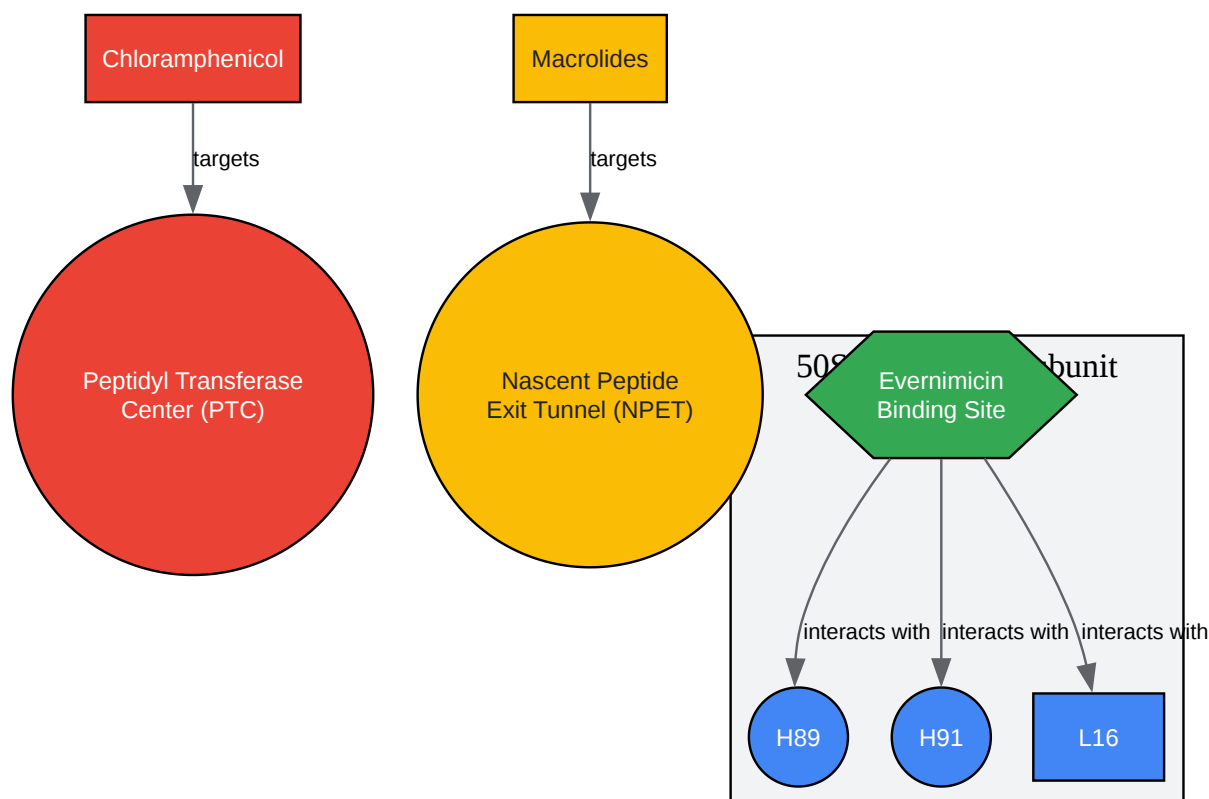 Chloramphenicol
Macrolides
targets
targets
Peptidyl Transferase
Center (PTC)
Nascent Peptide
Exit Tunnel (NPET)
Evernimicin
Binding Site
interacts with
interacts with
interacts with
H89
H91
L16